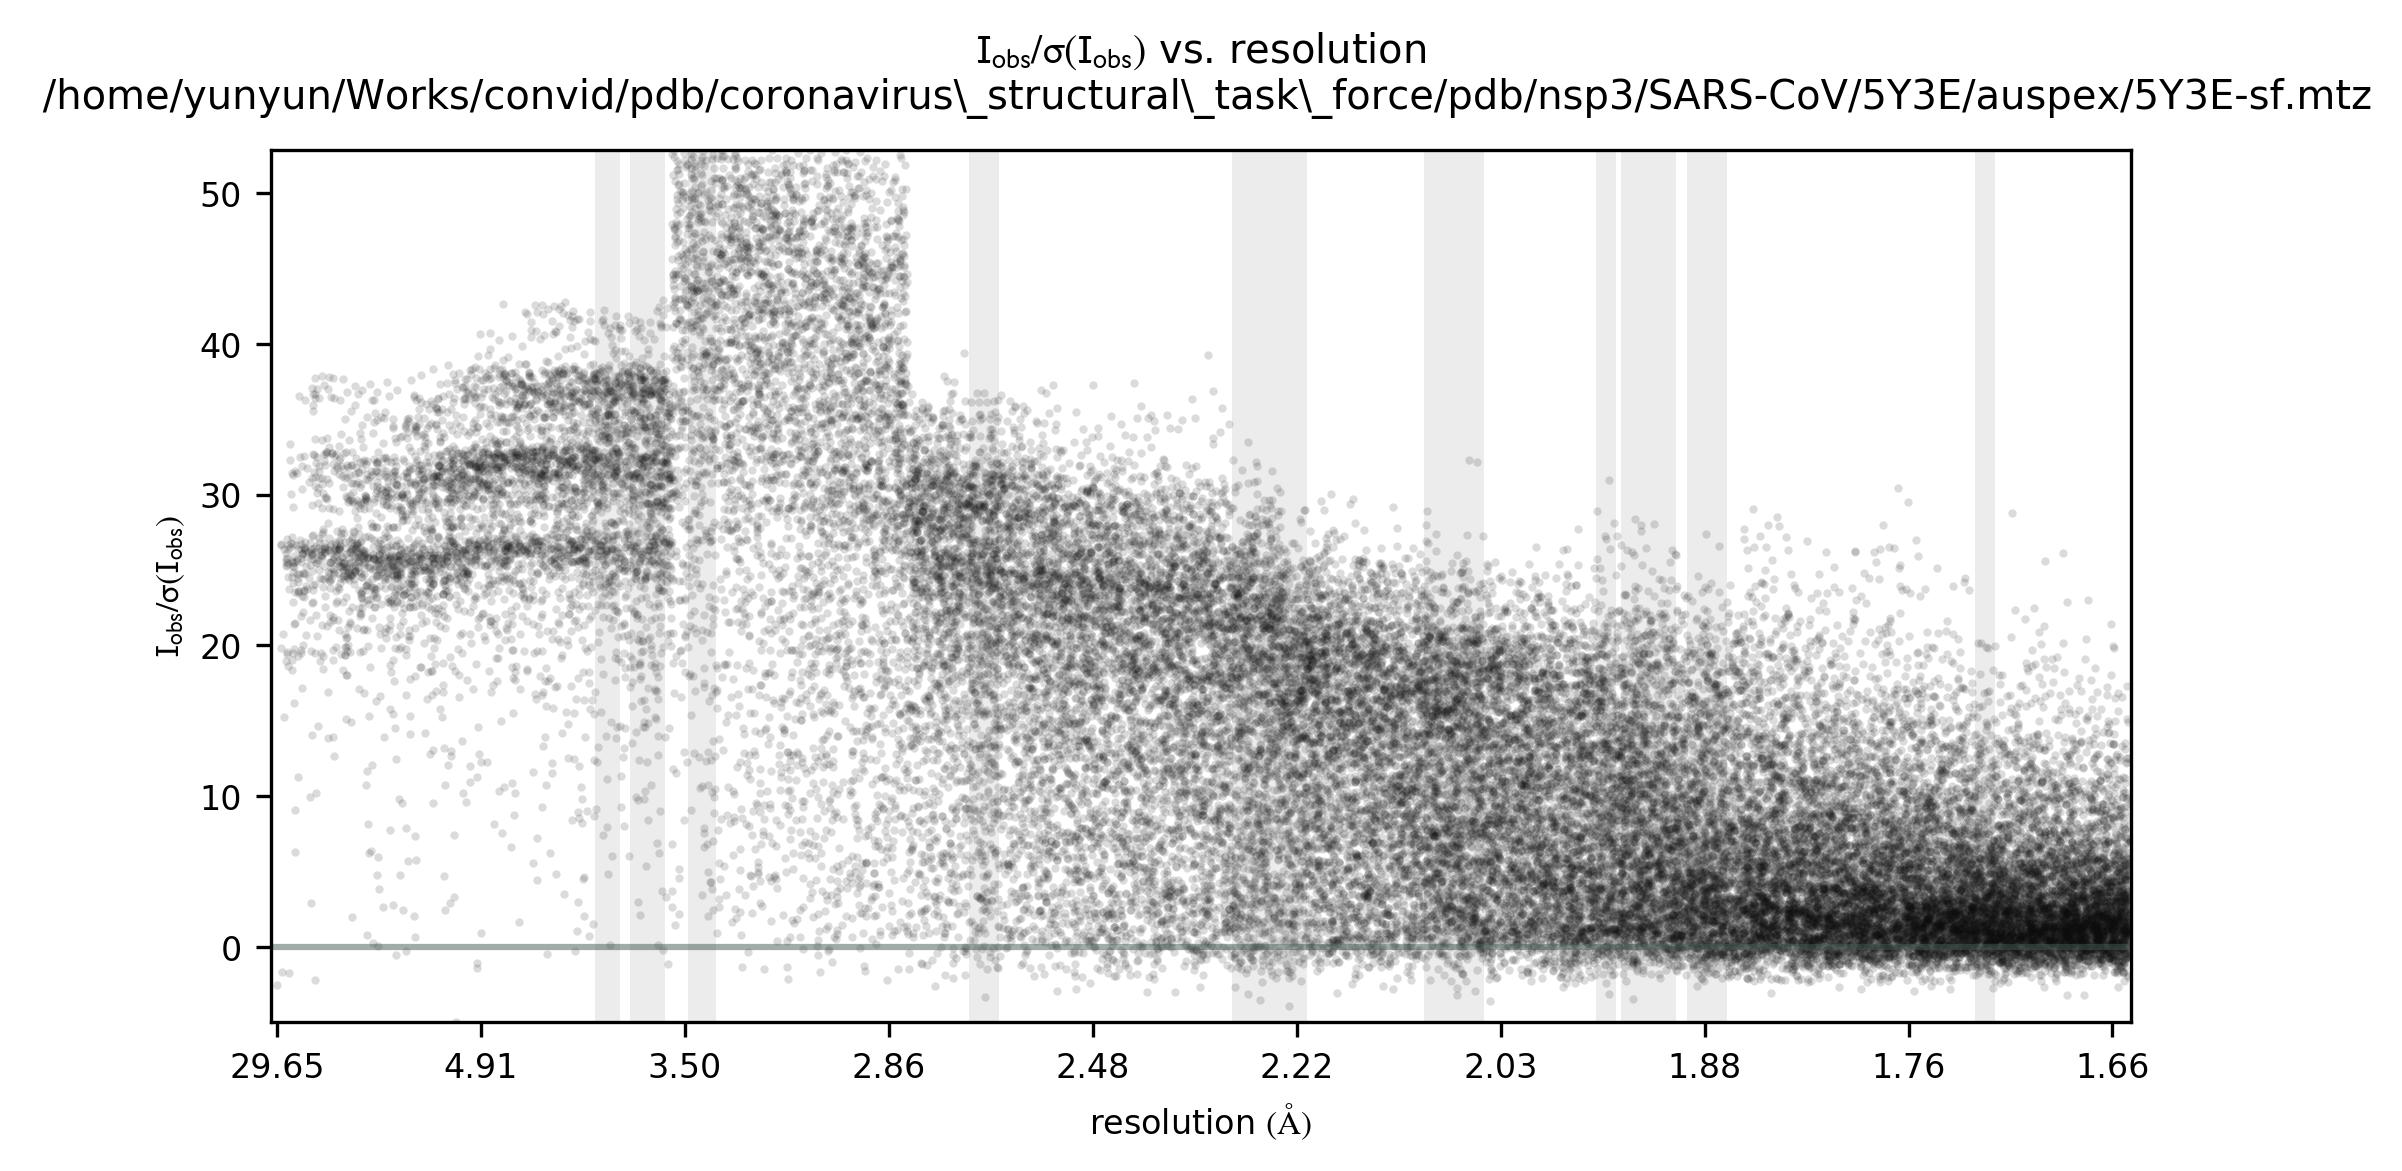 Iobs/σ(Iobs) vs. resolution
/home/yunyun/Works/convid/pdb/coronavirus\_structural\_task\_force/pdb/nsp3/SARS-CoV/5Y3E/auspex/5Y3E-sf.mtz
Iobs/σ(Iobs)
50
40
30
20
10
0
29.65 4.91 3.50 2.86 2.48 2.22 2.03 1.88 1.76 1.66
resolution (Å)